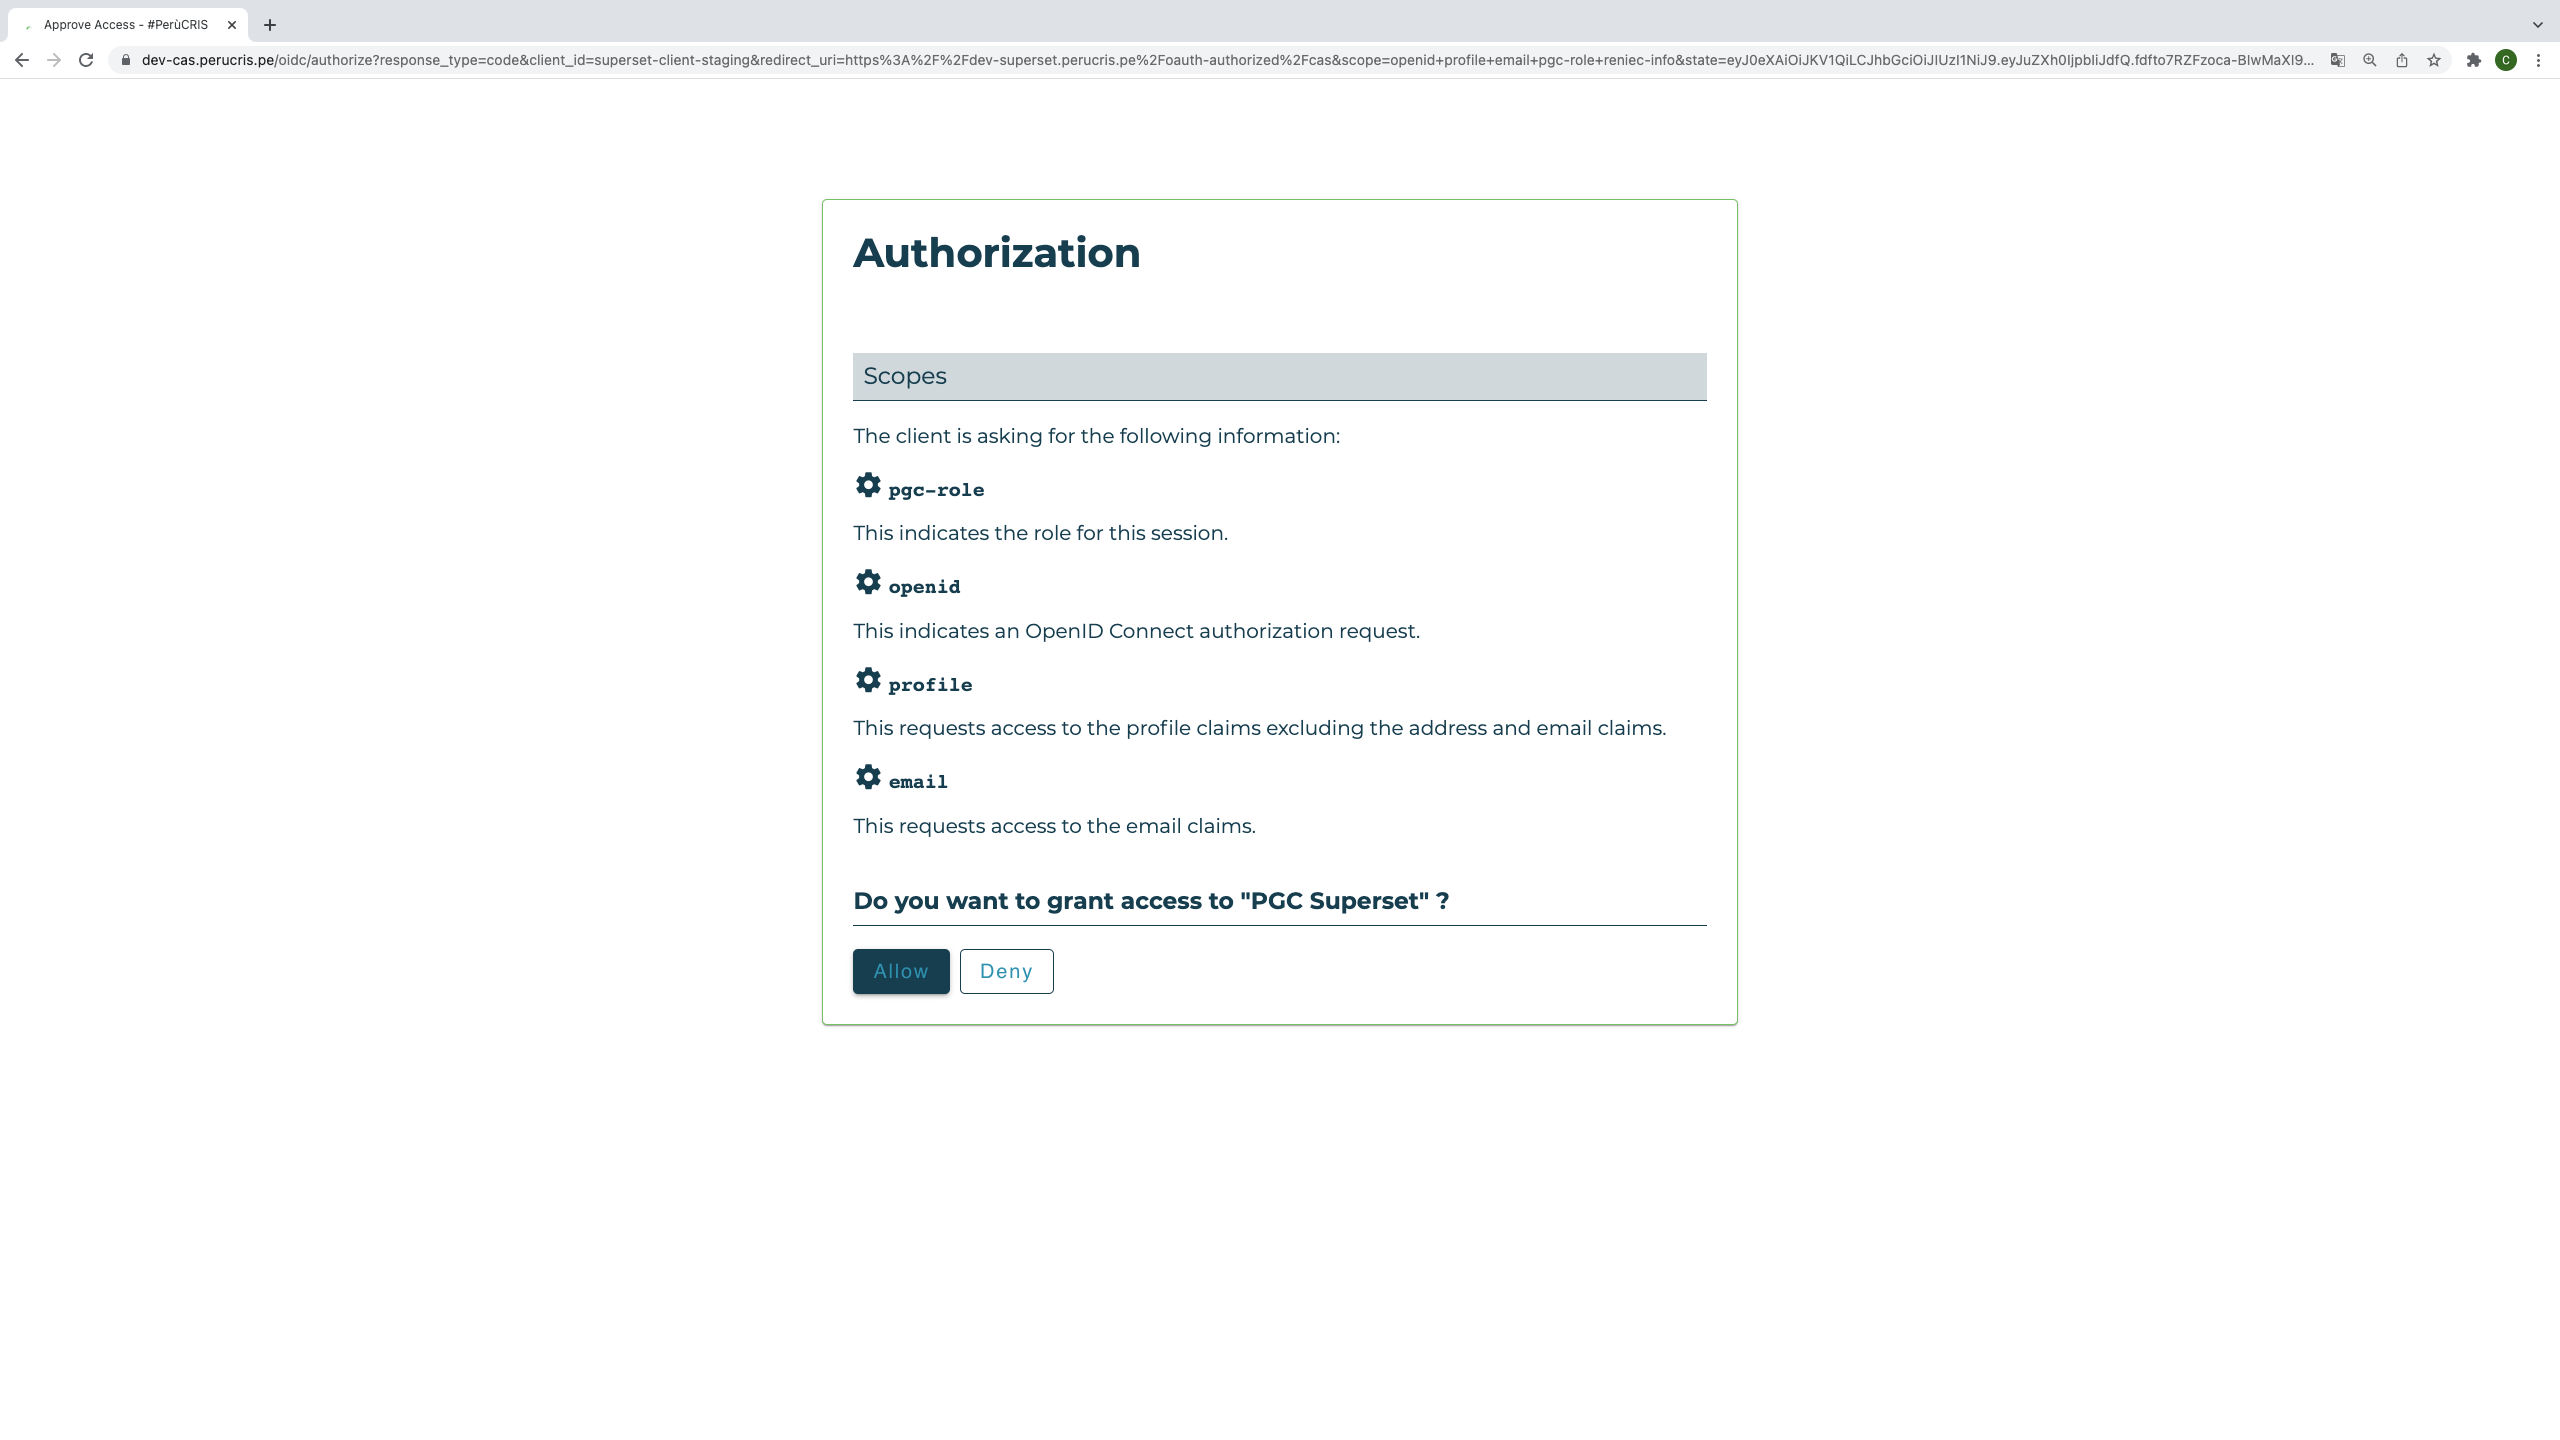 Approve Access - #PerùCRIS
dev-cas.perucris.pe/oidc/authorize?response_type=code&client_id=superset-client-staging&redirect_uri=https%3A%2F%2Fdev-superset.perucris.pe%2Foauth-authorized%2Fcas&scope=openid+profile+email+pgc-role+reniec-info&state=eyJ0eXAiOiJKV1QiLCJhbGciOiJIUzI1NiJ9.eyJuZXh0IjpbIiJdfQ.fdfto7RZFzoca-BlwMaXl9...
C
Authorization
Scopes
The client is asking for the following information:
pgc-role
This indicates the role for this session.
openid
This indicates an OpenID Connect authorization request.
profile
This requests access to the profile claims excluding the address and email claims.
email
This requests access to the email claims.
Do you want to grant access to "PGC Superset" ?
Allow Deny